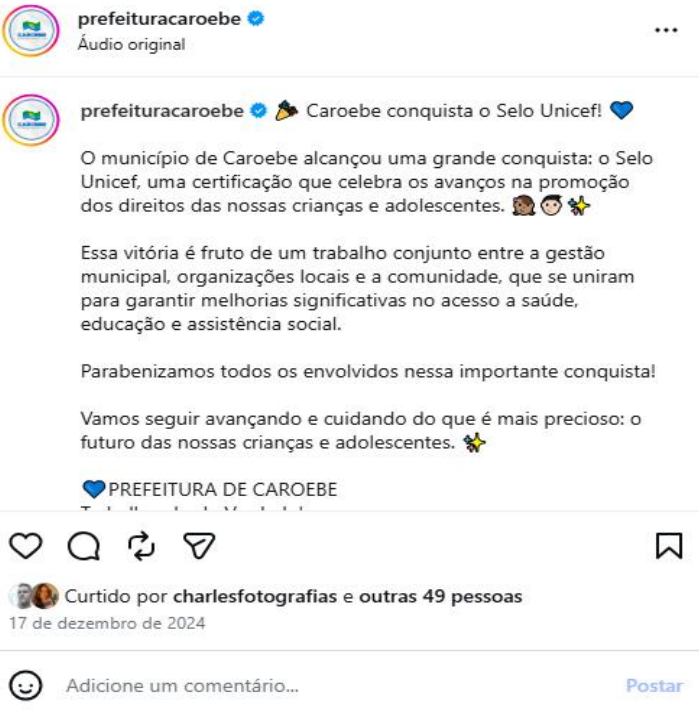 prefeituracaroebe
Áudio original
prefeituracaroebe 🎉 Caroebe conquista o Selo Unicef! 💙
O município de Caroebe alcançou uma grande conquista: o Selo
Unicef, uma certificação que celebra os avanços na promoção
dos direitos das nossas crianças e adolescentes. 👧🏽👦🏻✨
Essa vitória é fruto de um trabalho conjunto entre a gestão
municipal, organizações locais e a comunidade, que se uniram
para garantir melhorias significativas no acesso a saúde,
educação e assistência social.
Parabenizamos todos os envolvidos nessa importante conquista!
Vamos seguir avançando e cuidando do que é mais precioso: o
futuro das nossas crianças e adolescentes. ✨
💙PREFEITURA DE CAROEBE
Curtido por charlesfotografias e outras 49 pessoas
17 de dezembro de 2024
Adicione um comentário...
Postar